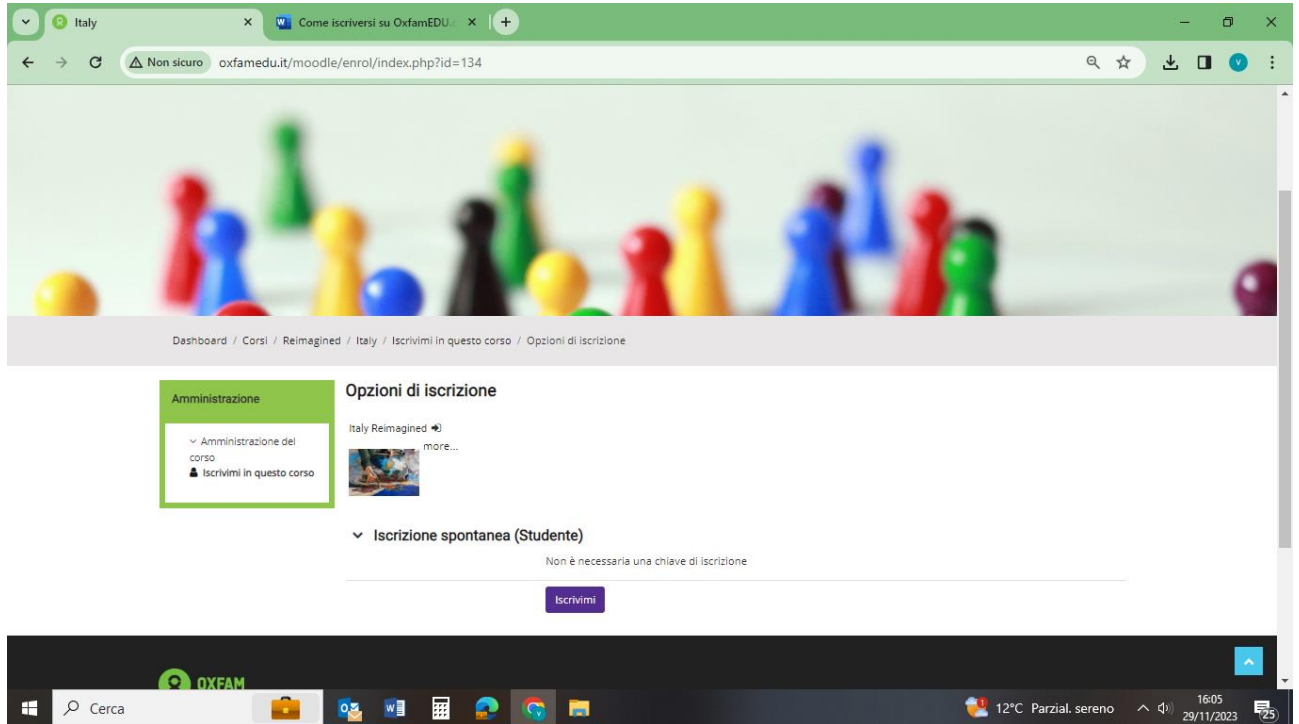 Italy
Come iscriversi su OxfamEDU.
Non sicuro
oxfamedu.it/moodle/enrol/index.php?id=134
V
Dashboard / Corsi / Reimagined / Italy / Iscrivimi in questo corso / Opzioni di iscrizione
Amministrazione
Amministrazione del
corso
Iscrivimi in questo corso
Opzioni di iscrizione
Italy Reimagined
more...
Iscrizione spontanea (Studente)
Non è necessaria una chiave di iscrizione
Iscrivimi
OXFAM
Cerca
12°C Parzial. sereno
16:05
29/11/2023
25